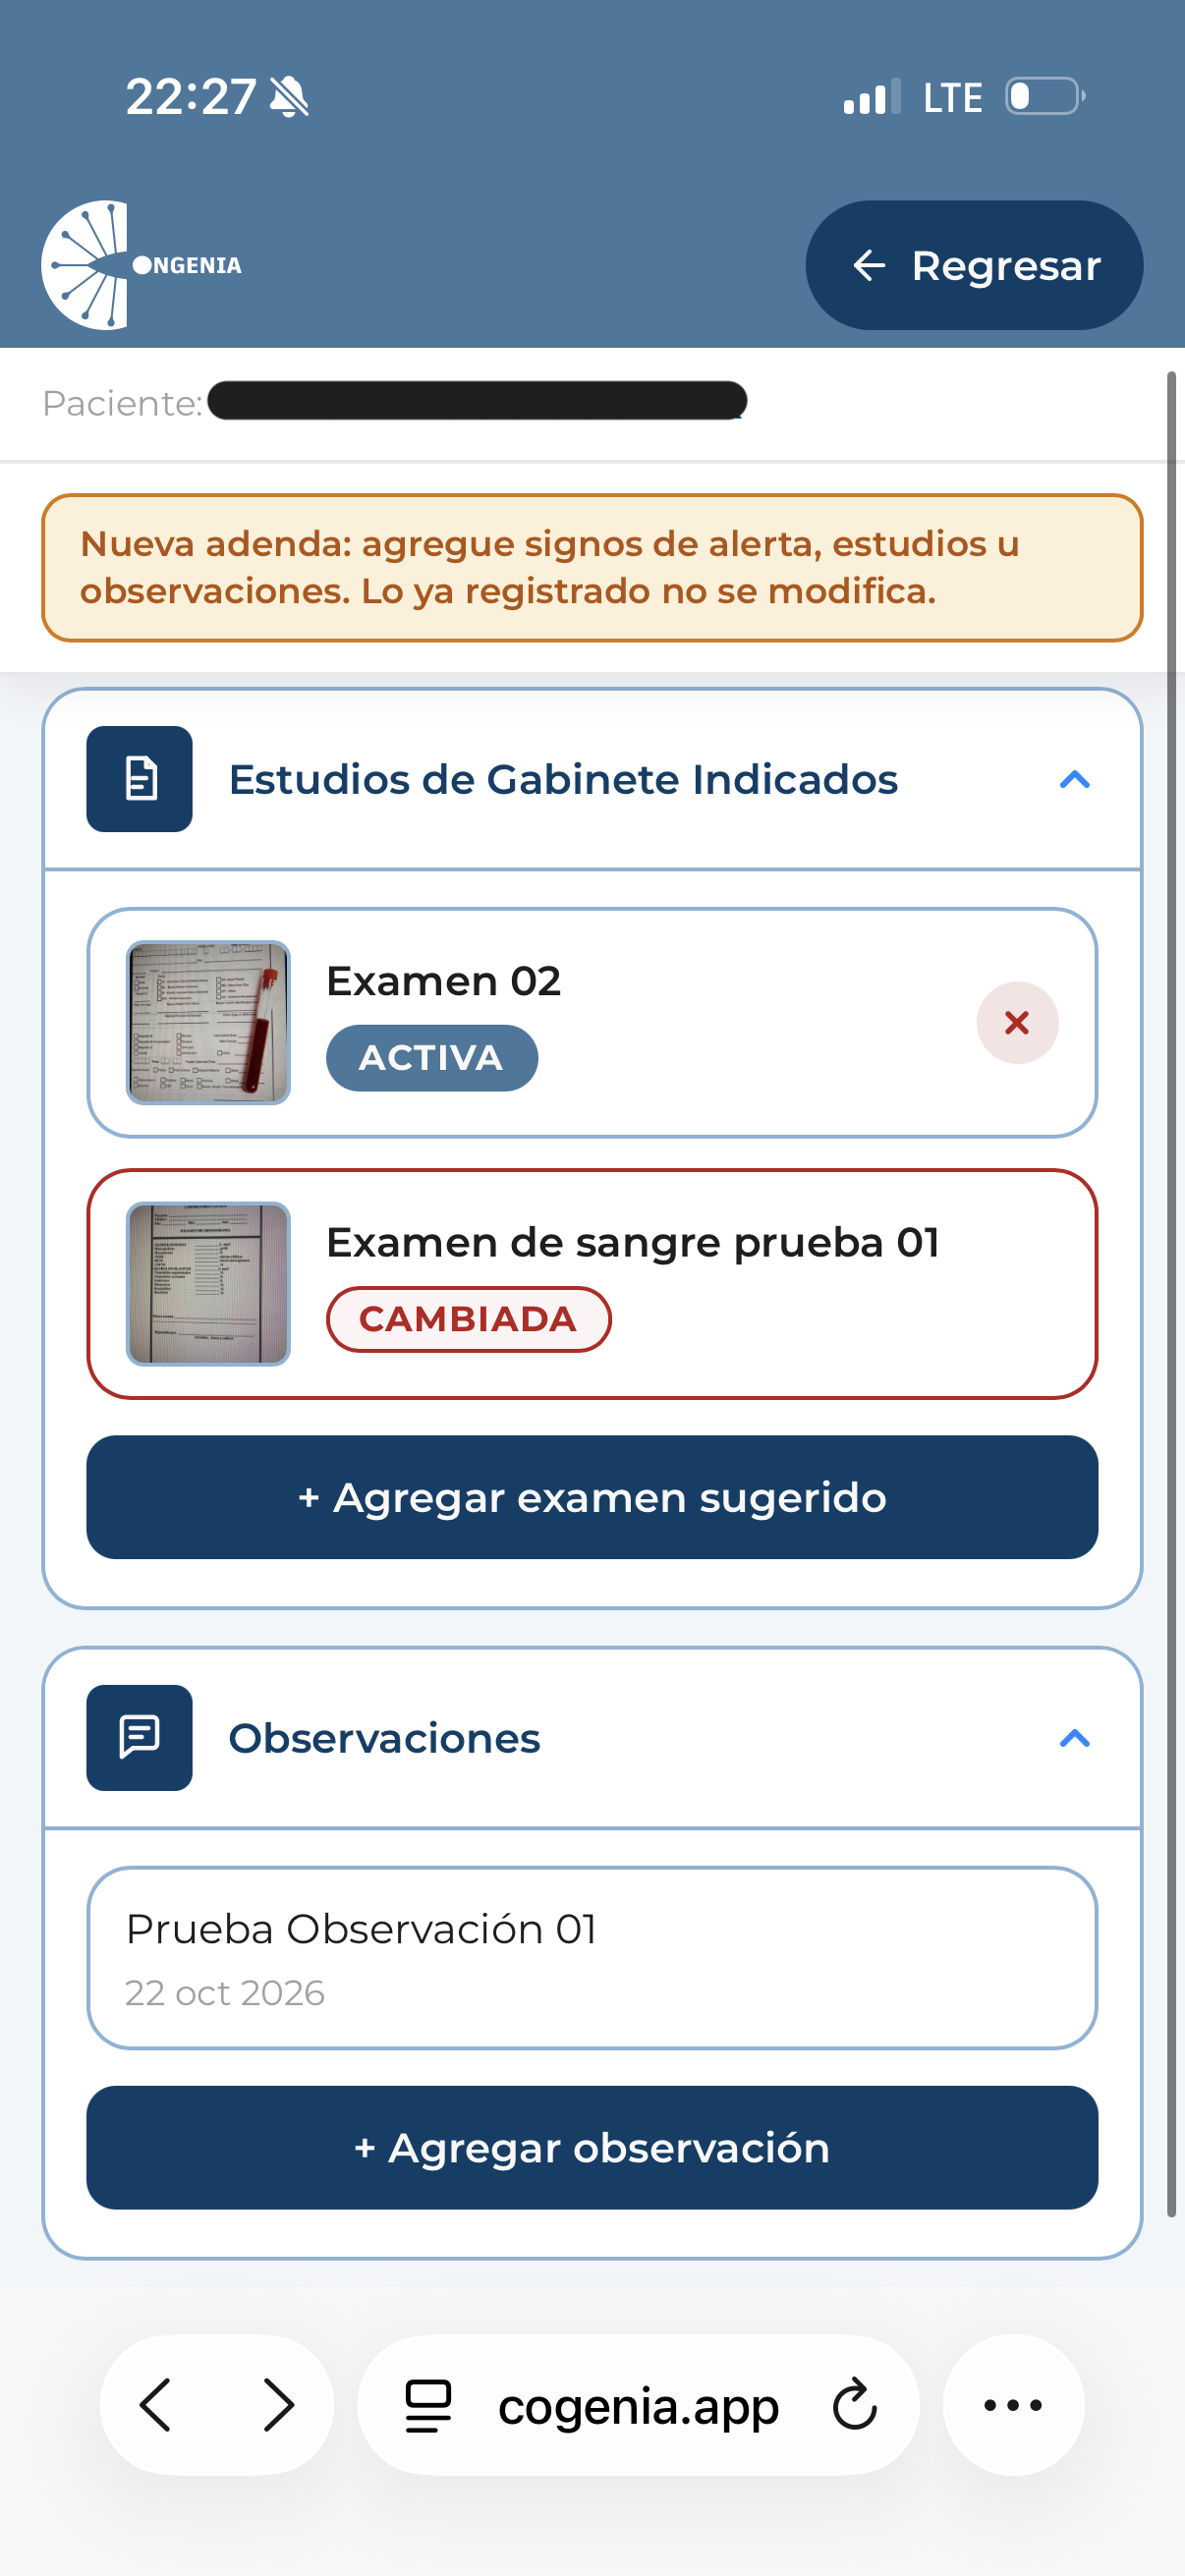 22:27
LTE
ONGENIA
← Regresar
Paciente:
Nueva adenda: agregue signos de alerta, estudios u
observaciones. Lo ya registrado no se modifica.
Estudios de Gabinete Indicados
Examen 02
ACTIVA
Examen de sangre prueba 01
CAMBIADA
+ Agregar examen sugerido
Observaciones
Prueba Observación 01
22 oct 2026
+ Agregar observación
cogenia.app